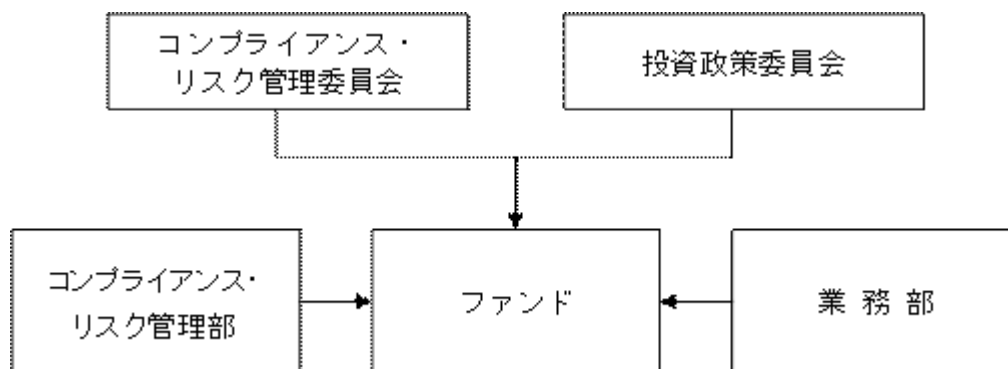 コンプライアンス・
リスク管理委員会
投資政策委員会
コンプライアンス・
リスク管理部
ファンド
業 務 部